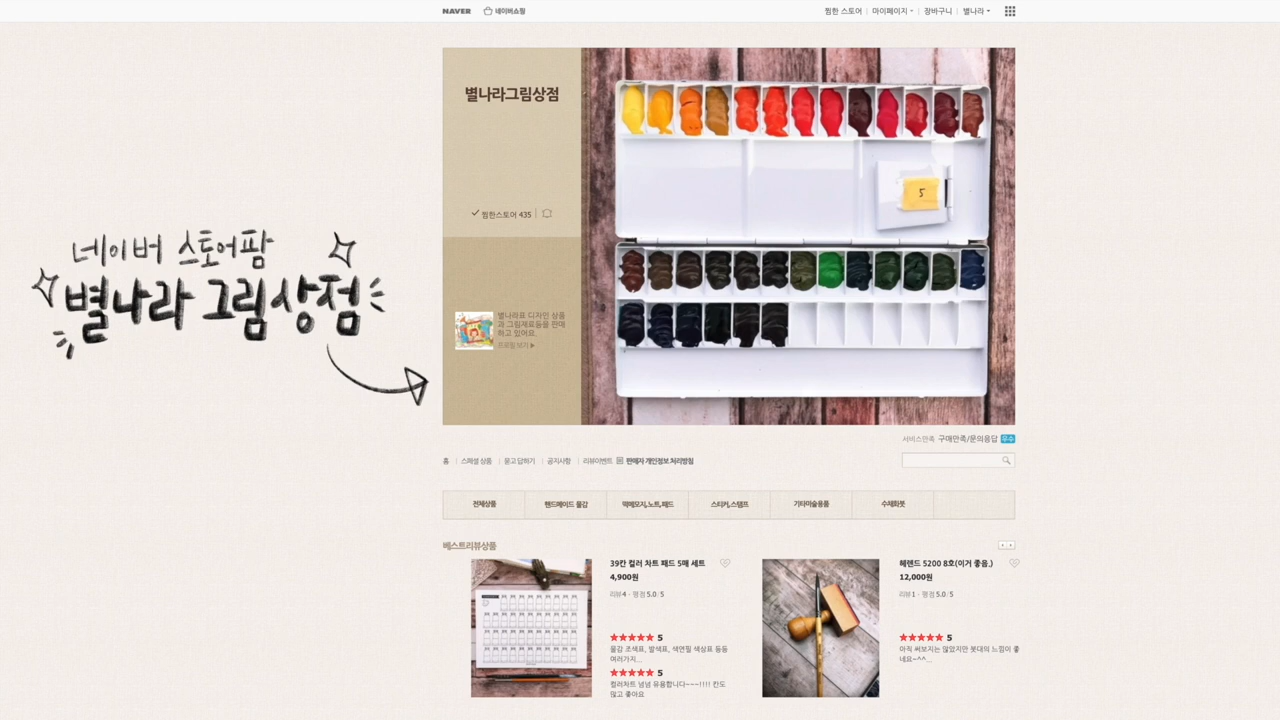 NAVER 네이버쇼핑 찜한 스토어 마이페이지 장바구니 별나라
별나라그림상점
찜한스토어 435
5
네이버 스토어팜
별나라 그림상점
별나라표 디자인 상품
과 그림재료들을 판매
하고 있어요.
프로필 보기 ▶
서비스만족 구매만족/문의응답 우수
홈 스페셜 상품 묻고 답하기 공지사항 리뷰이벤트 판매자 개인정보 처리방침
전체상품 핸드메이드 물감 떡메모지,노트,패드 스티커,스탬프 기타미술용품 수채화붓
베스트리뷰상품
39칸 컬러 차트 패드 5매 세트
4,900원
리뷰 4 · 평점 5.0/5
★★★★★ 5
물감 조색표, 발색표, 색연필 색상표 등등
여러가지...
★★★★★ 5
컬러차트 넘넘 유용합니다~~~!!!! 칸도
많고 좋아요
헤렌드 5200 8호(이거 좋음.)
12,000원
리뷰 1 · 평점 5.0/5
★★★★★ 5
아직 써보지는 않았지만 붓대의 느낌이 좋
네요~^^...